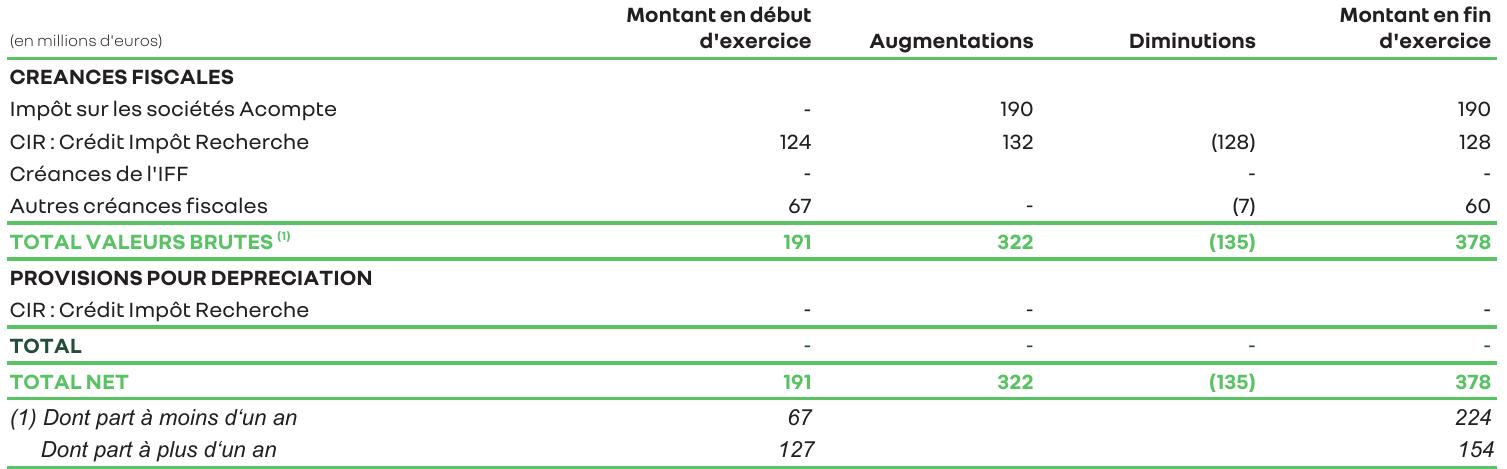 (en millions d'euros) Montant en début d'exercice Augmentations Diminutions Montant en fin d'exercice
CREANCES FISCALES
Impôt sur les sociétés Acompte - 190 190
CIR : Crédit Impôt Recherche 124 132 (128) 128
Créances de l'IFF - - -
Autres créances fiscales 67 - (7) 60
TOTAL VALEURS BRUTES (1) 191 322 (135) 378
PROVISIONS POUR DEPRECIATION
CIR : Crédit Impôt Recherche - - -
TOTAL - - - -
TOTAL NET 191 322 (135) 378
(1) Dont part à moins d‘un an 67 224
Dont part à plus d‘un an 127 154